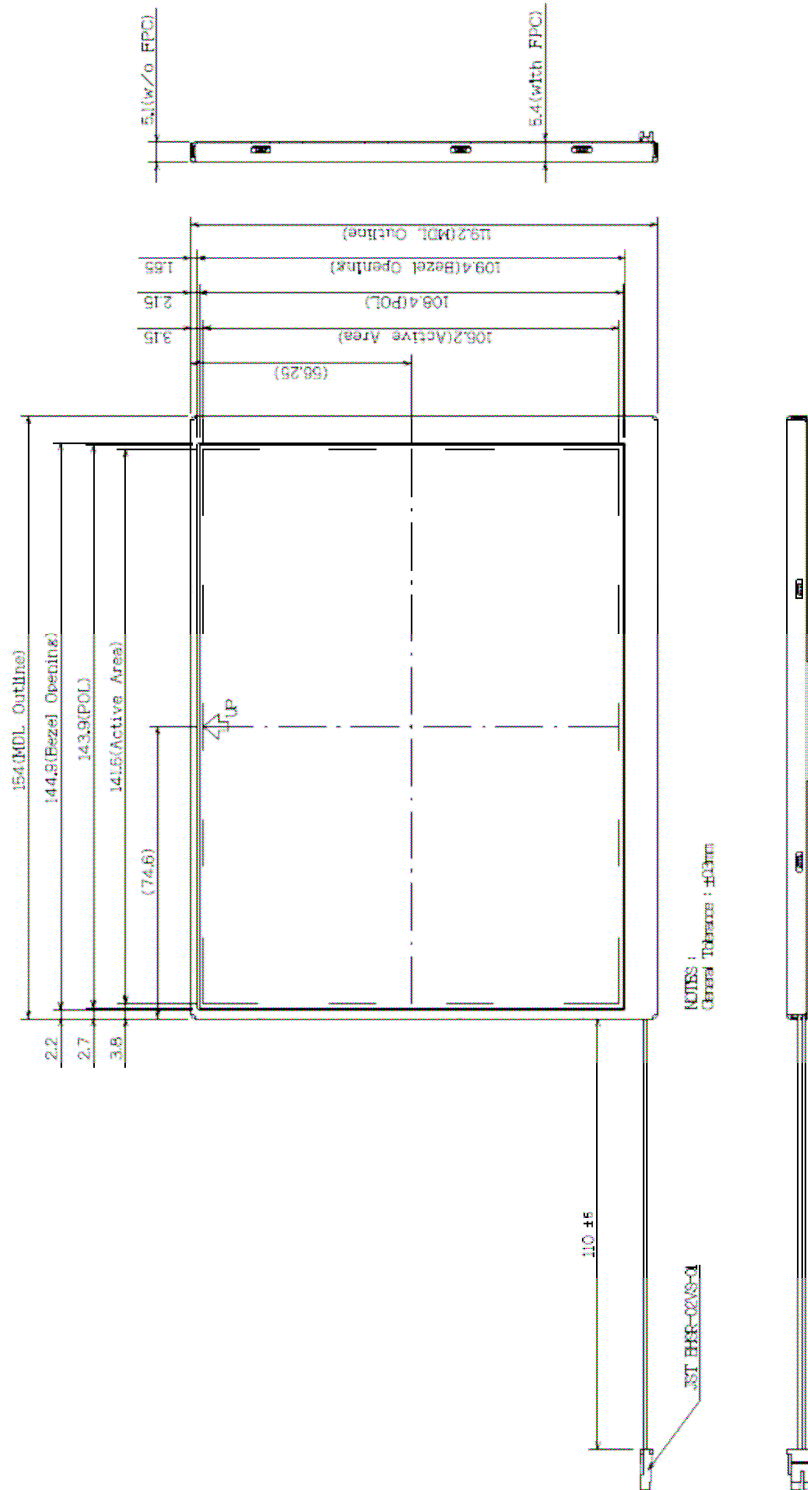 5.1(w/o FPC)
5.4(with FPC)
119.2(MDL Outline)
109.4(Bezel Opening)
1.65
108.4(POL)
2.15
106.2(Active Area)
3.15
(56.25)
154(MDL Outline)
144.9(Bezel Opening)
143.9(POL)
141.6(Active Area)
(74.6)
UP
2.2
2.7
3.8
NOTES :
General Tolerance : ±0.3mm
110 ±5
JST BHSR-02VS-01